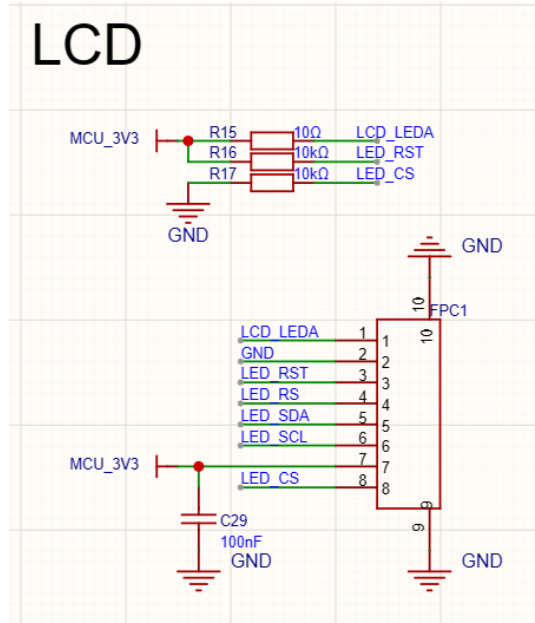 LCD
MCU_3V3 R15 10Ω LCD_LEDA
R16 10kΩ LED_RST
R17 10kΩ LED_CS
GND
GND
10 FPC1
10
LCD_LEDA 1 1
GND 2 2
LED_RST 3 3
LED_RS 4 4
LED_SDA 5 5
LED_SCL 6 6
MCU_3V3 7 7
LED_CS 8 8
9
C29 9
100nF
GND GND